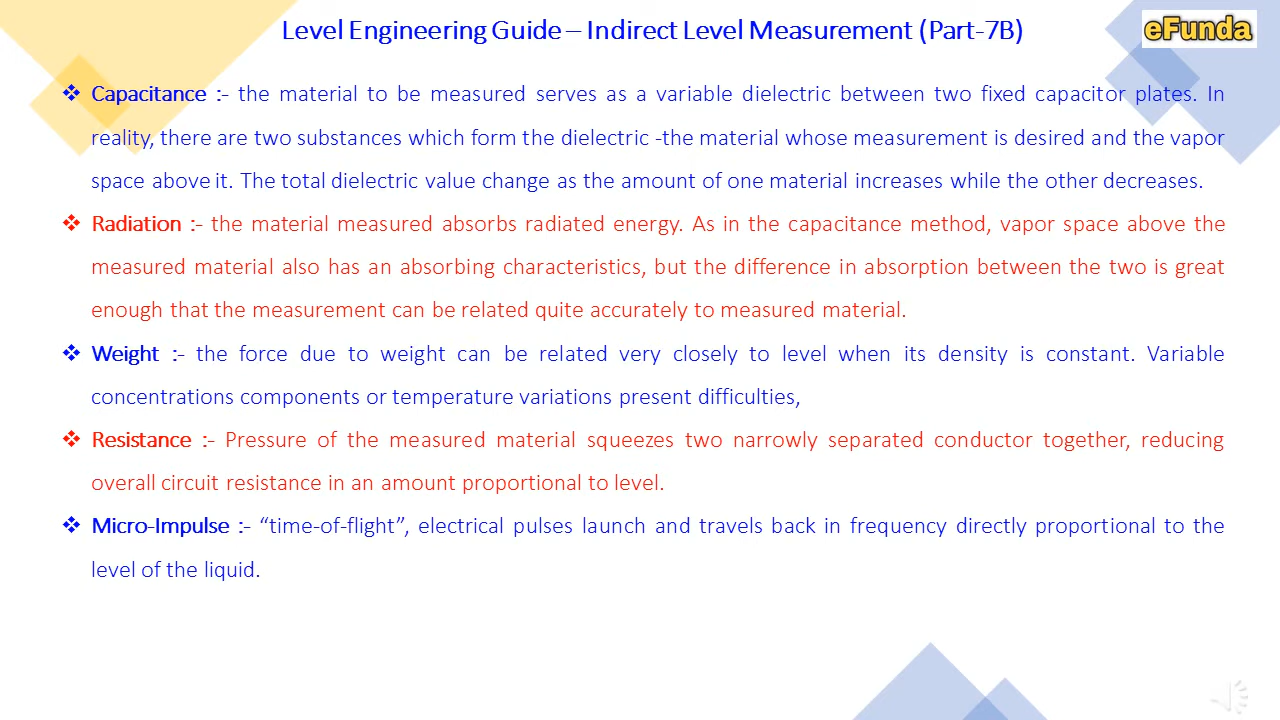 Level Engineering Guide – Indirect Level Measurement (Part-7B)
eFunda
❖ Capacitance :- the material to be measured serves as a variable dielectric between two fixed capacitor plates. In
reality, there are two substances which form the dielectric -the material whose measurement is desired and the vapor
space above it. The total dielectric value change as the amount of one material increases while the other decreases.
❖ Radiation :- the material measured absorbs radiated energy. As in the capacitance method, vapor space above the
measured material also has an absorbing characteristics, but the difference in absorption between the two is great
enough that the measurement can be related quite accurately to measured material.
❖ Weight :- the force due to weight can be related very closely to level when its density is constant. Variable
concentrations components or temperature variations present difficulties,
❖ Resistance :- Pressure of the measured material squeezes two narrowly separated conductor together, reducing
overall circuit resistance in an amount proportional to level.
❖ Micro-Impulse :- “time-of-flight”, electrical pulses launch and travels back in frequency directly proportional to the
level of the liquid.